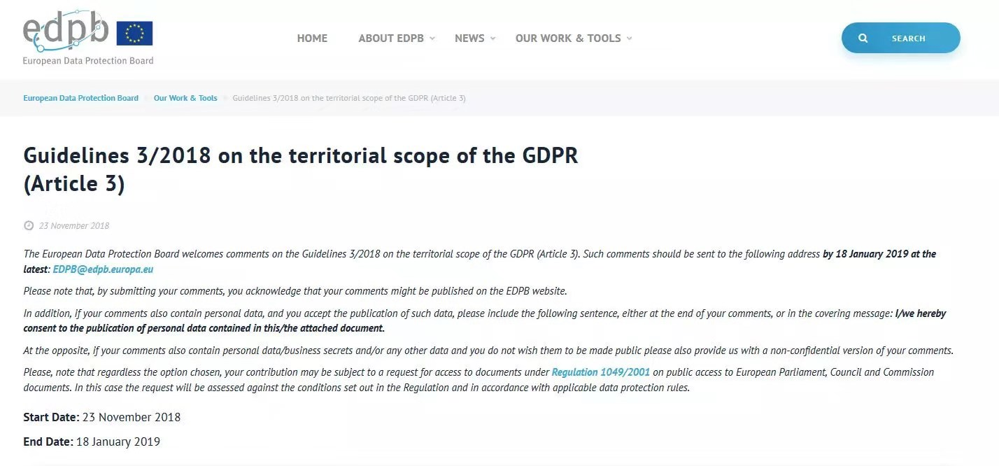 edpb
European Data Protection Board
HOME ABOUT EDPB NEWS OUR WORK & TOOLS
SEARCH
European Data Protection Board Our Work & Tools Guidelines 3/2018 on the territorial scope of the GDPR (Article 3)
Guidelines 3/2018 on the territorial scope of the GDPR
(Article 3)
23 November 2018
The European Data Protection Board welcomes comments on the Guidelines 3/2018 on the territorial scope of the GDPR (Article 3). Such comments should be sent to the following address by 18 January 2019 at the
latest: EDPB@edpb.europa.eu
Please note that, by submitting your comments, you acknowledge that your comments might be published on the EDPB website.
In addition, if your comments also contain personal data, and you accept the publication of such data, please include the following sentence, either at the end of your comments, or in the covering message: I/we hereby
consent to the publication of personal data contained in this/the attached document.
At the opposite, if your comments also contain personal data/business secrets and/or any other data and you do not wish them to be made public please also provide us with a non-confidential version of your comments.
Please, note that regardless the option chosen, your contribution may be subject to a request for access to documents under Regulation 1049/2001 on public access to European Parliament, Council and Commission
documents. In this case the request will be assessed against the conditions set out in the Regulation and in accordance with applicable data protection rules.
Start Date: 23 November 2018
End Date: 18 January 2019